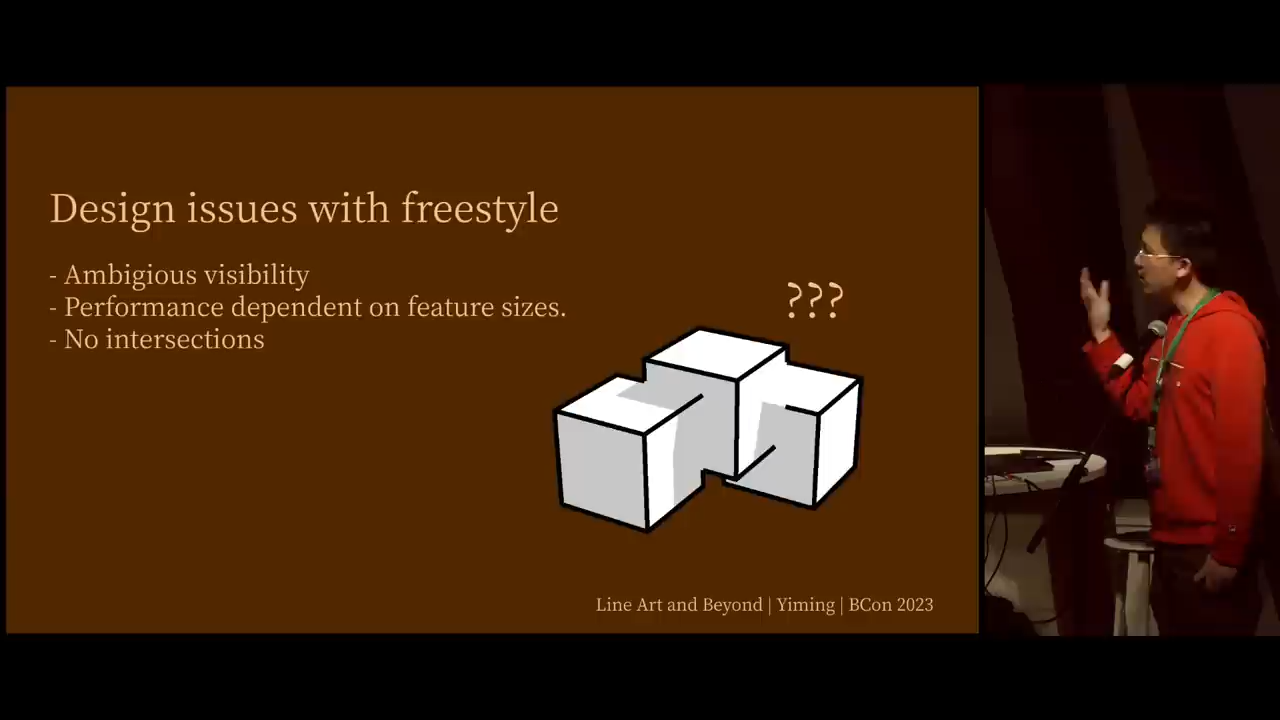 Design issues with freestyle
- Ambigious visibility
- Performance dependent on feature sizes.
- No intersections
???
Line Art and Beyond | Yiming | BCon 2023